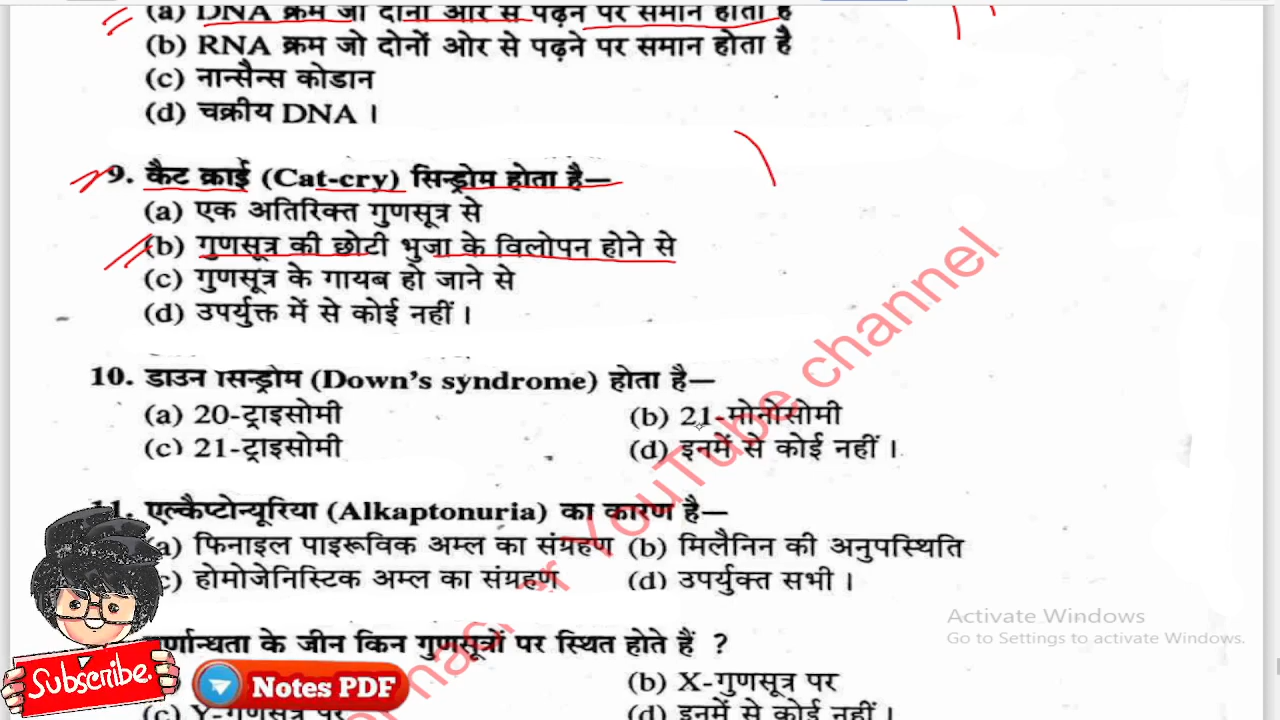 (a) DNA क्रम जो दोनों ओर से पढ़ने पर समान होता है
(b) RNA क्रम जो दोनों ओर से पढ़ने पर समान होता है
(c) नान्सैन्स कोडान
(d) चक्रीय DNA ।
9. कैट क्राई (Cat-cry) सिन्ड्रोम होता है—
(a) एक अतिरिक्त गुणसूत्र से
(b) गुणसूत्र की छोटी भुजा के विलोपन होने से
(c) गुणसूत्र के गायब हो जाने से
(d) उपर्युक्त में से कोई नहीं ।
10. डाउन सिन्ड्रोम (Down's syndrome) होता है—
(a) 20-ट्राइसोमी (b) 21-मोनोसोमी
(c) 21-ट्राइसोमी (d) इनमें से कोई नहीं ।
11. एल्कैप्टोन्यूरिया (Alkaptonuria) का कारण है—
(a) फिनाइल पाइरूविक अम्ल का संग्रहण (b) मिलैनिन की अनुपस्थिति
(c) होमोजेनिस्टिक अम्ल का संग्रहण (d) उपर्युक्त सभी ।
के जीन किन गुणसूत्रों पर स्थित होते हैं ?
(b) X-गुणसूत्र पर
(c) Y-गुणसूत्र पर (d) इनमें से कोई नहीं ।
YouTube channel
Activate Windows
Go to Settings to activate Windows.
Subscribe.
Notes PDF